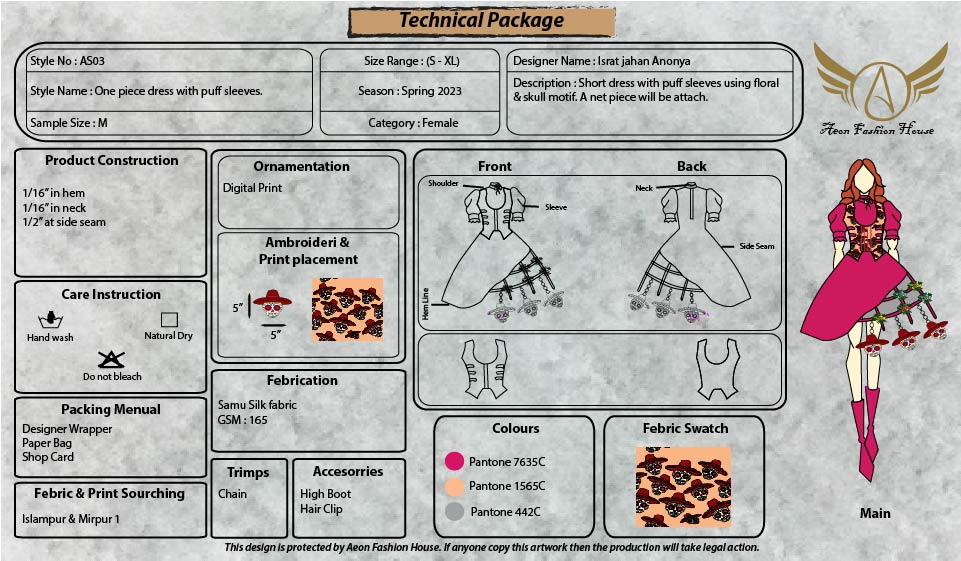 Technical Package
Style No : AS03
Style Name : One piece dress with puff sleeves.
Sample Size : M
Size Range : (S - XL)
Season : Spring 2023
Category : Female
Designer Name : Israt jahan Anonya
Description : Short dress with puff sleeves using floral
& skull motif. A net piece will be attach.
Aeon Fashion House
Product Construction
1/16" in hem
1/16" in neck
1/2" at side seam
Care Instruction
Hand wash
Natural Dry
Do not bleach
Packing Menual
Designer Wrapper
Paper Bag
Shop Card
Febric & Print Sourching
Islampur & Mirpur 1
Ornamentation
Digital Print
Ambroideri &
Print placement
5"
5"
Febrication
Samu Silk fabric
GSM : 165
Trimps
Chain
Accesorries
High Boot
Hair Clip
Front
Back
Shoulder
Sleeve
Neck
Side Seam
Hem Line
Colours
Pantone 7635C
Pantone 1565C
Pantone 442C
Febric Swatch
Main
This design is protected by Aeon Fashion House. If anyone copy this artwork then the production will take legal action.